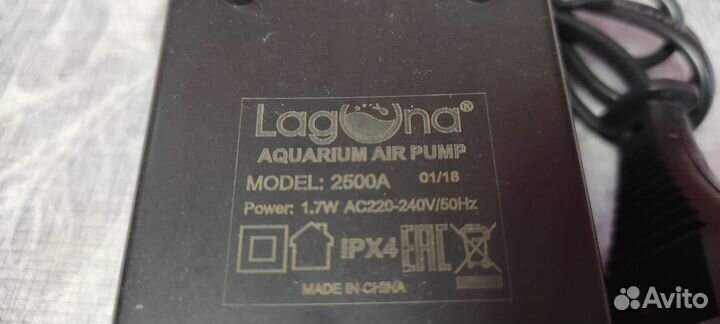 Laguna®
AQUARIUM AIR PUMP
MODEL: 2500A 01/18
Power: 1.7W AC220-240V/50Hz
IPX4 EAC
MADE IN CHINA
Avito